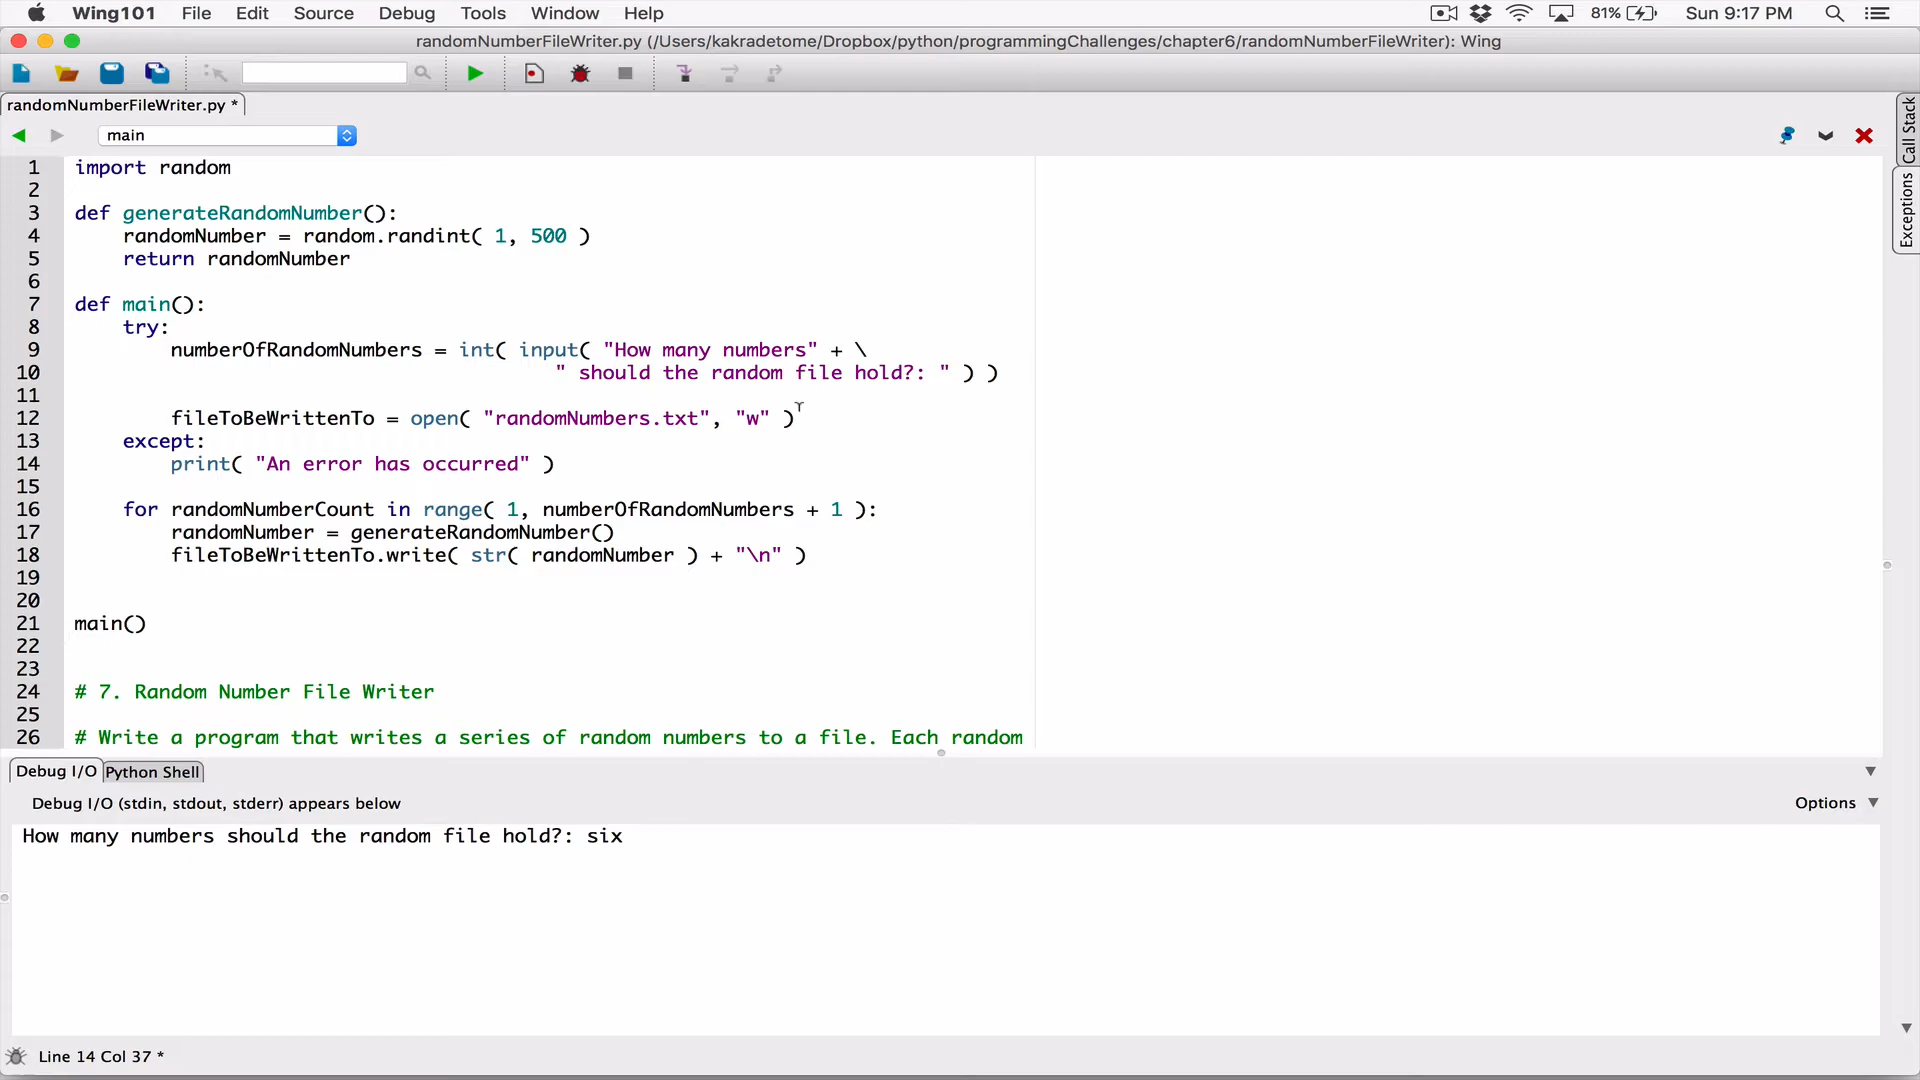 Wing101 File Edit Source Debug Tools Window Help 81% Sun 9:17 PM
randomNumberFileWriter.py (/Users/kakradetome/Dropbox/python/programmingChallenges/chapter6/randomNumberFileWriter): Wing
randomNumberFileWriter.py *
main
Call Stack
Exceptions
1 import random
2
3 def generateRandomNumber():
4     randomNumber = random.randint( 1, 500 )
5     return randomNumber
6
7 def main():
8     try:
9         numberOfRandomNumbers = int( input( "How many numbers" + \
10                                         " should the random file hold?: " ) )
11
12         fileToBeWrittenTo = open( "randomNumbers.txt", "w" )
13     except:
14         print( "An error has occurred" )
15
16     for randomNumberCount in range( 1, numberOfRandomNumbers + 1 ):
17         randomNumber = generateRandomNumber()
18         fileToBeWrittenTo.write( str( randomNumber ) + "\n" )
19
20
21 main()
22
23
24 # 7. Random Number File Writer
25
26 # Write a program that writes a series of random numbers to a file. Each random
Debug I/O Python Shell
Debug I/O (stdin, stdout, stderr) appears below Options
How many numbers should the random file hold?: six
Line 14 Col 37 *